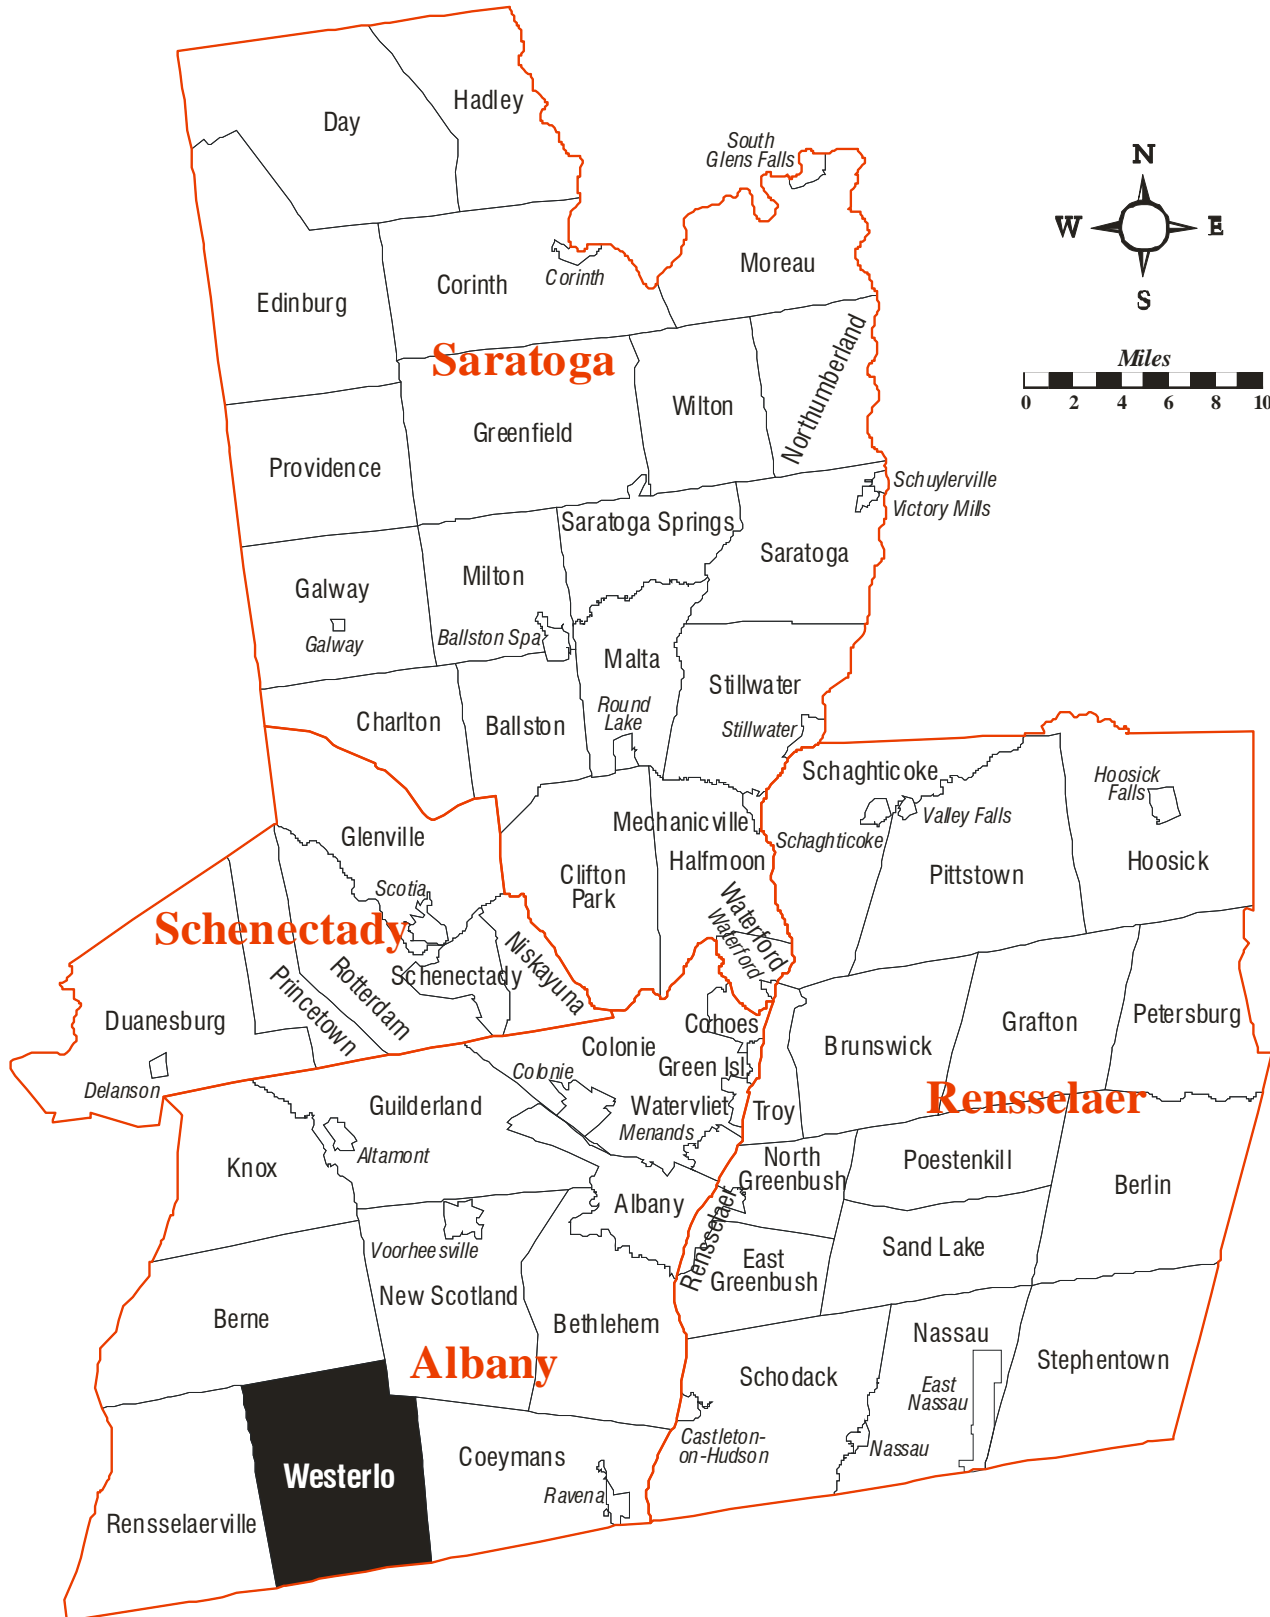 Hadley
Day
South
Glens Falls
N
W
E
S
Moreau
Corinth
Corinth
Edinburg
Miles
0 2 4 6 8 10
Saratoga
Northumberland
Wilton
Greenfield
Providence
Schuylerville
Victory Mills
Saratoga Springs
Saratoga
Milton
Galway
Galway
Ballston Spa
Malta
Stillwater
Round
Lake
Stillwater
Charlton
Ballston
Schaghticoke
Hoosick
Falls
Valley Falls
Schaghticoke
Mechanicville
Glenville
Halfmoon
Hoosick
Clifton
Park
Pittstown
Scotia
Waterford
Waterford
Schenectady
Schenectady
Niskayuna
Rotterdam
Princetown
Duanesburg
Delanson
Cohoes
Colonie
Green Isl
Colonie
Brunswick
Grafton
Petersburg
Rensselaer
Guilderland
Watervliet
Menands
Troy
Altamont
Knox
North
Greenbush
Poestenkill
Berlin
Albany
Rensselaer
Voorheesville
East
Greenbush
Sand Lake
New Scotland
Berne
Bethlehem
Albany
Nassau
Schodack
Stephentown
East
Nassau
Castleton-
on-Hudson
Nassau
Coeymans
Westerlo
Ravena
Rensselaerville